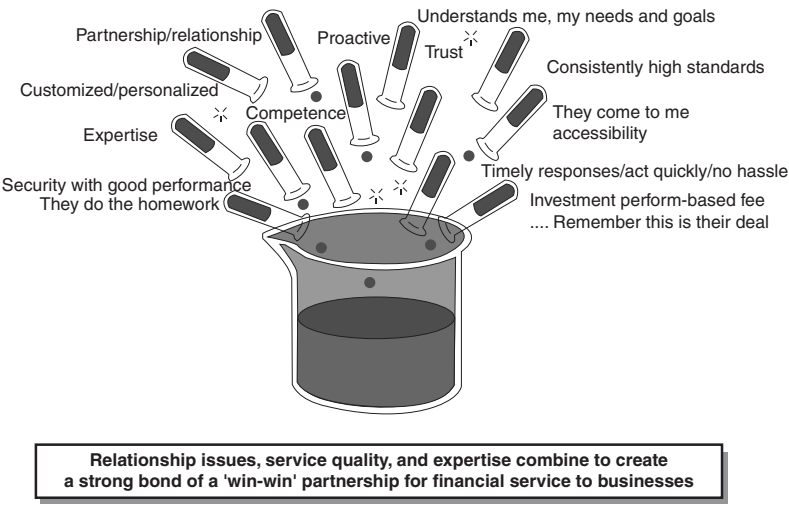 Understands me, my needs and goals
Partnership/relationship
Proactive
Trust
Consistently high standards
Customized/personalized
Competence
They come to me
accessibility
Expertise
Timely responses/act quickly/no hassle
Security with good performance
They do the homework
Investment perform-based fee
.... Remember this is their deal
Relationship issues, service quality, and expertise combine to create
a strong bond of a 'win-win' partnership for financial service to businesses